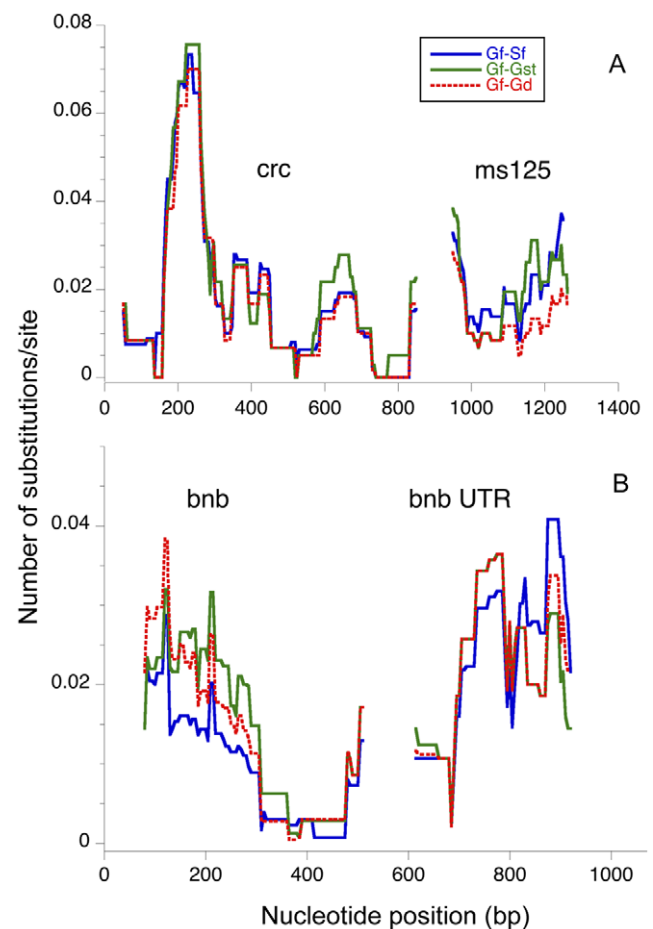 0.08
0.06
0.04
0.02
0
A
Gf-Sf
Gf-Gst
Gf-Gd
crc
ms125
0 200 400 600 800 1000 1200 1400
Number of substitutions/site
B
bnb
bnb UTR
0.04
0.02
0
0 200 400 600 800 1000
Nucleotide position (bp)